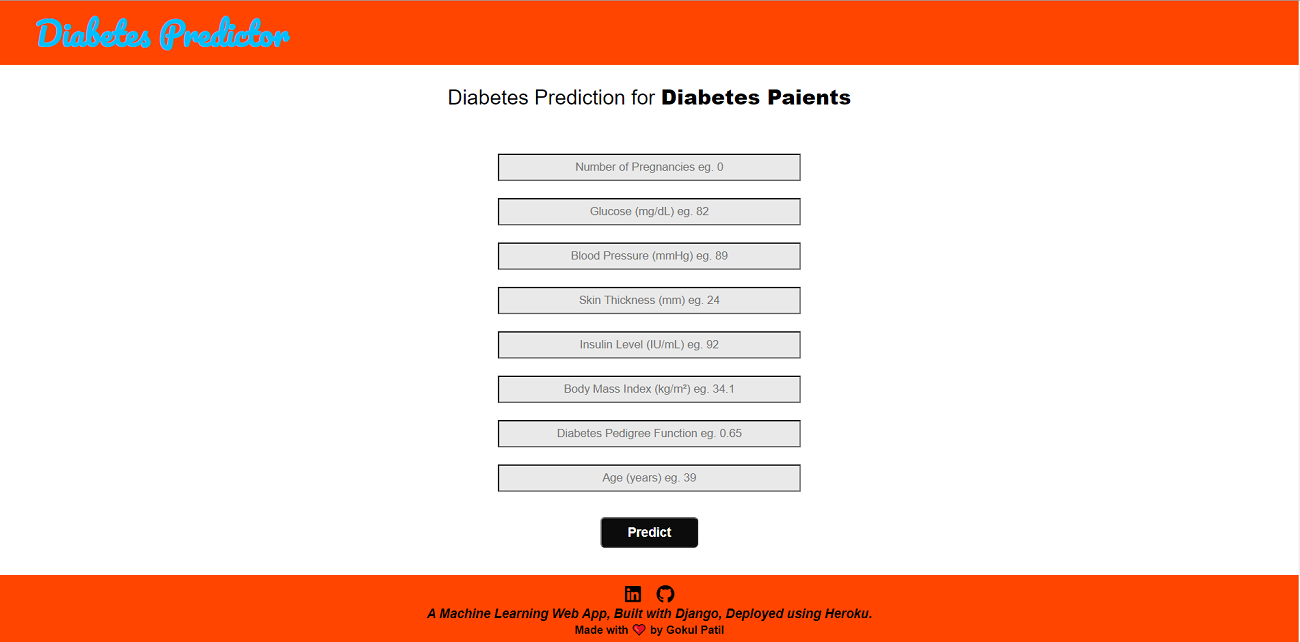 Diabetes Predictor
Diabetes Prediction for Diabetes Paients
Number of Pregnancies eg. 0
Glucose (mg/dL) eg. 82
Blood Pressure (mmHg) eg. 89
Skin Thickness (mm) eg. 24
Insulin Level (IU/mL) eg. 92
Body Mass Index (kg/m²) eg. 34.1
Diabetes Pedigree Function eg. 0.65
Age (years) eg. 39
Predict
in
A Machine Learning Web App, Built with Django, Deployed using Heroku.
Made with ❤ by Gokul Patil